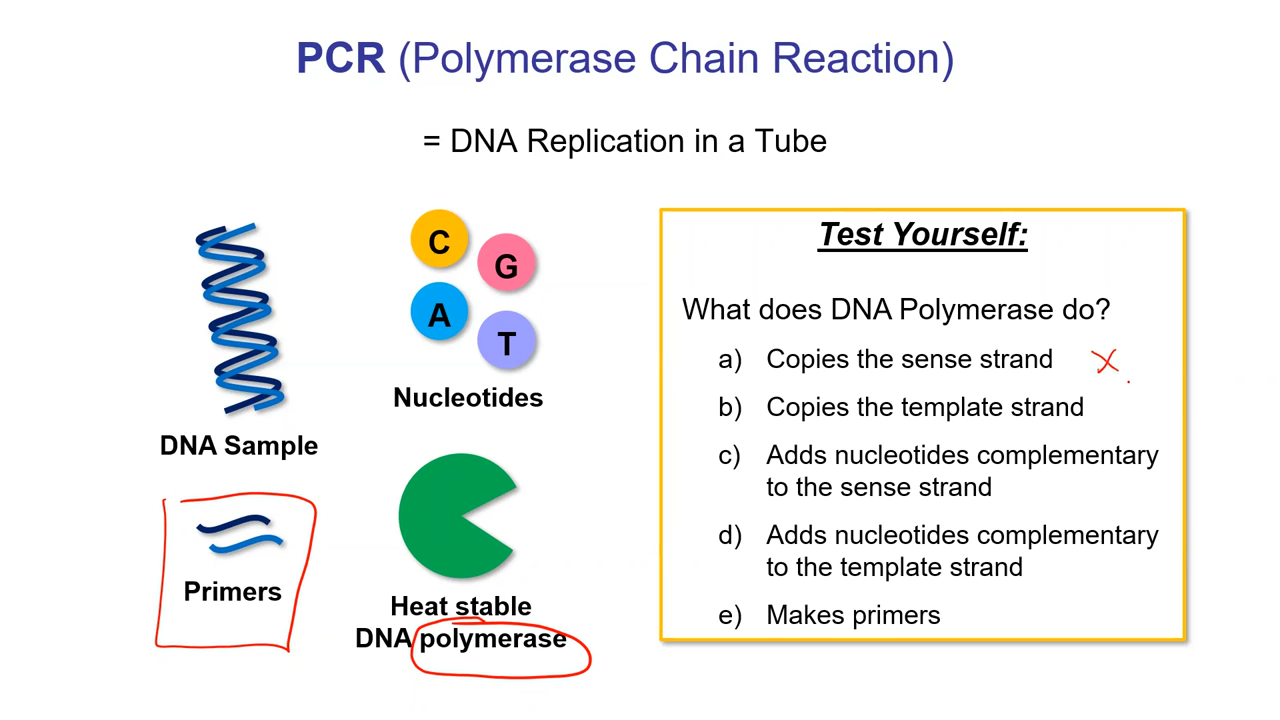 PCR (Polymerase Chain Reaction)
= DNA Replication in a Tube
DNA Sample
C
G
A
T
Nucleotides
Primers
Heat stable
DNA polymerase
Test Yourself:
What does DNA Polymerase do?
a) Copies the sense strand
b) Copies the template strand
c) Adds nucleotides complementary
to the sense strand
d) Adds nucleotides complementary
to the template strand
e) Makes primers